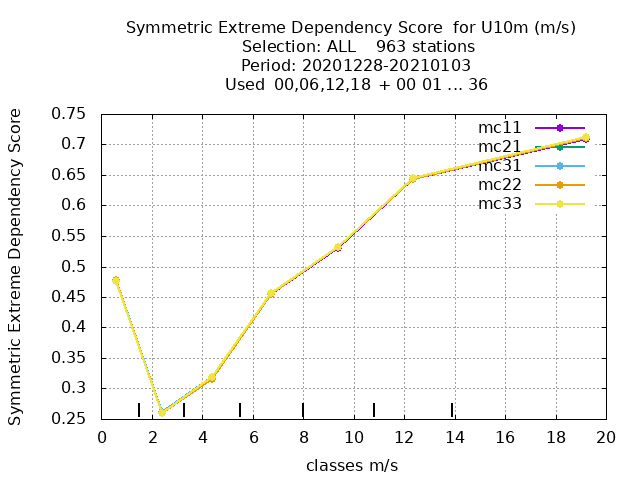 Symmetric Extreme Dependency Score for U10m (m/s)
Selection: ALL 963 stations
Period: 20201228-20210103
Used 00,06,12,18 + 00 01 ... 36
Symmetric Extreme Dependency Score
0.75
0.7
0.65
0.6
0.55
0.5
0.45
0.4
0.35
0.3
0.25
mc11
mc21
mc31
mc22
mc33
0 2 4 6 8 10 12 14 16 18 20
classes m/s